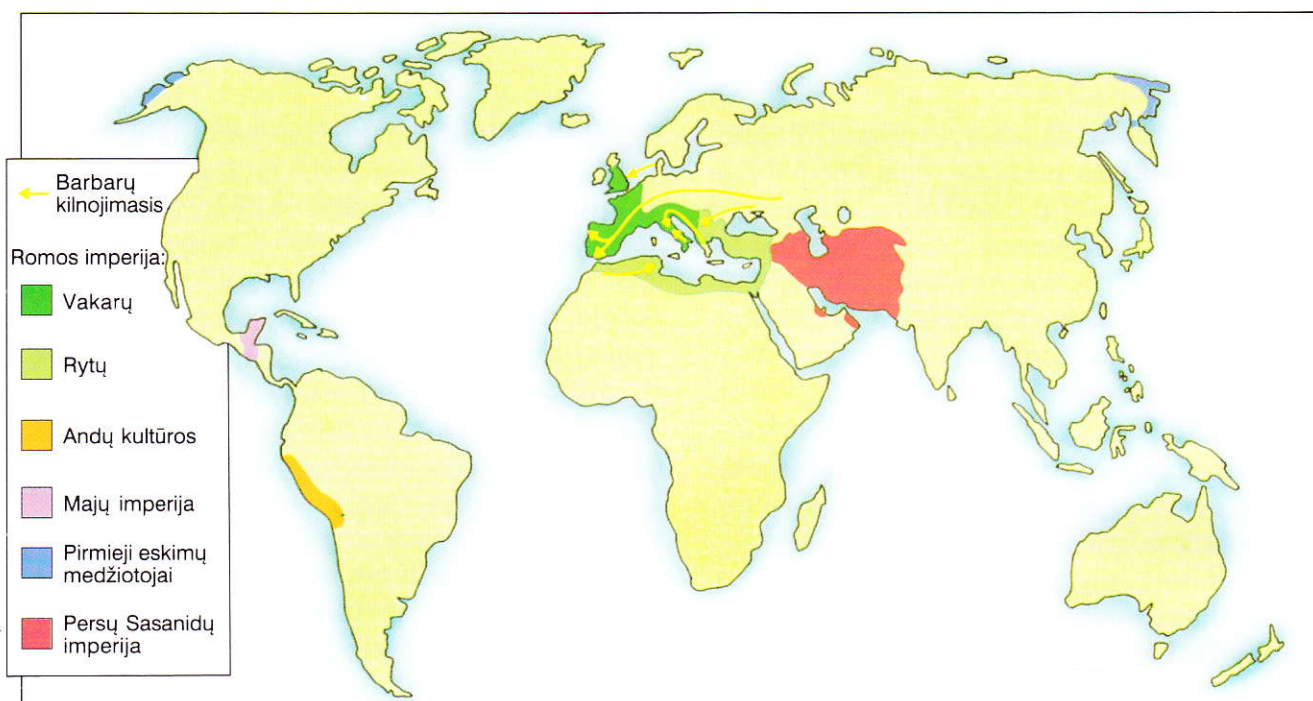 Barbarų
kilnojimasis
Romos imperija:
Vakarų
Rytų
Andų kultūros
Majų imperija
Pirmieji eskimų
medžiotojai
Persų Sasanidų
imperija